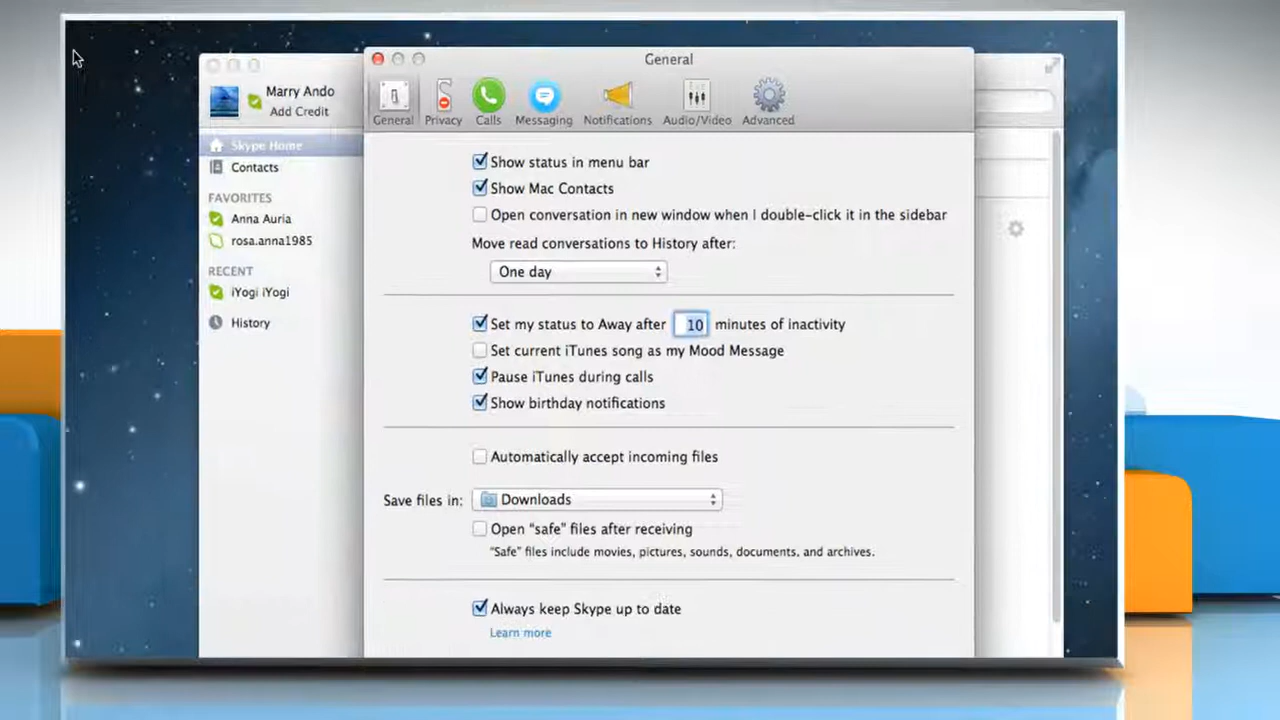 General
Marry Ando
Add Credit
General Privacy Calls Messaging Notifications Audio/Video Advanced
Skype Home
Contacts
FAVORITES
Anna Auria
rosa.anna1985
RECENT
iYogi iYogi
History
Show status in menu bar
Show Mac Contacts
Open conversation in new window when I double-click it in the sidebar
Move read conversations to History after:
One day
Set my status to Away after 10 minutes of inactivity
Set current iTunes song as my Mood Message
Pause iTunes during calls
Show birthday notifications
Automatically accept incoming files
Save files in: Downloads
Open “safe” files after receiving
“Safe” files include movies, pictures, sounds, documents, and archives.
Always keep Skype up to date
Learn more